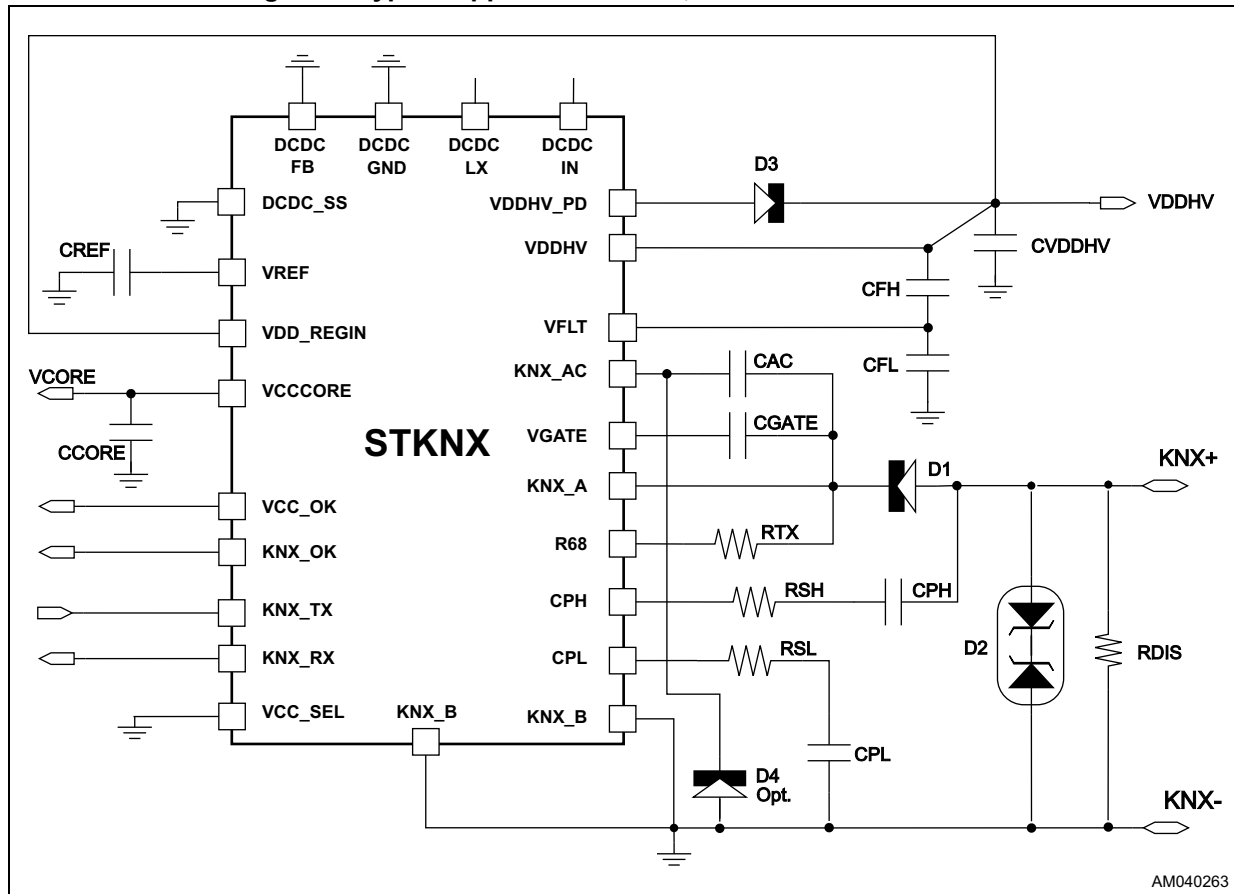 DCDC FB
DCDC GND
DCDC LX
DCDC IN
D3
DCDC_SS
VDDHV_PD
VDDHV
CREF
VREF
VDDHV
CVDDHV
CFH
VDD_REGIN
VFLT
KNX_AC
CAC
CFL
VCORE
VCCCORE
STKNX
VGATE
CGATE
CCORE
KNX_A
D1
KNX+
VCC_OK
R68
RTX
KNX_OK
CPH
RSH
CPH
KNX_TX
KNX_RX
CPL
RSL
D2
RDIS
VCC_SEL
KNX_B
KNX_B
CPL
D4
Opt.
KNX-
AM040263